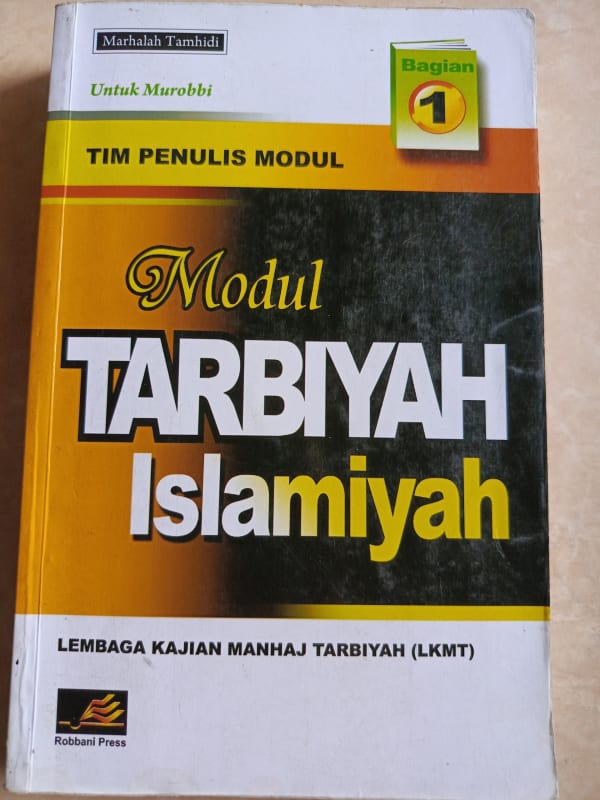 Marhalah Tamhidi
Untuk Murobbi
Bagian
1
TIM PENULIS MODUL
Modul
TARBIYAH
Islamiyah
LEMBAGA KAJIAN MANHAJ TARBIYAH (LKMT)
Robbani Press